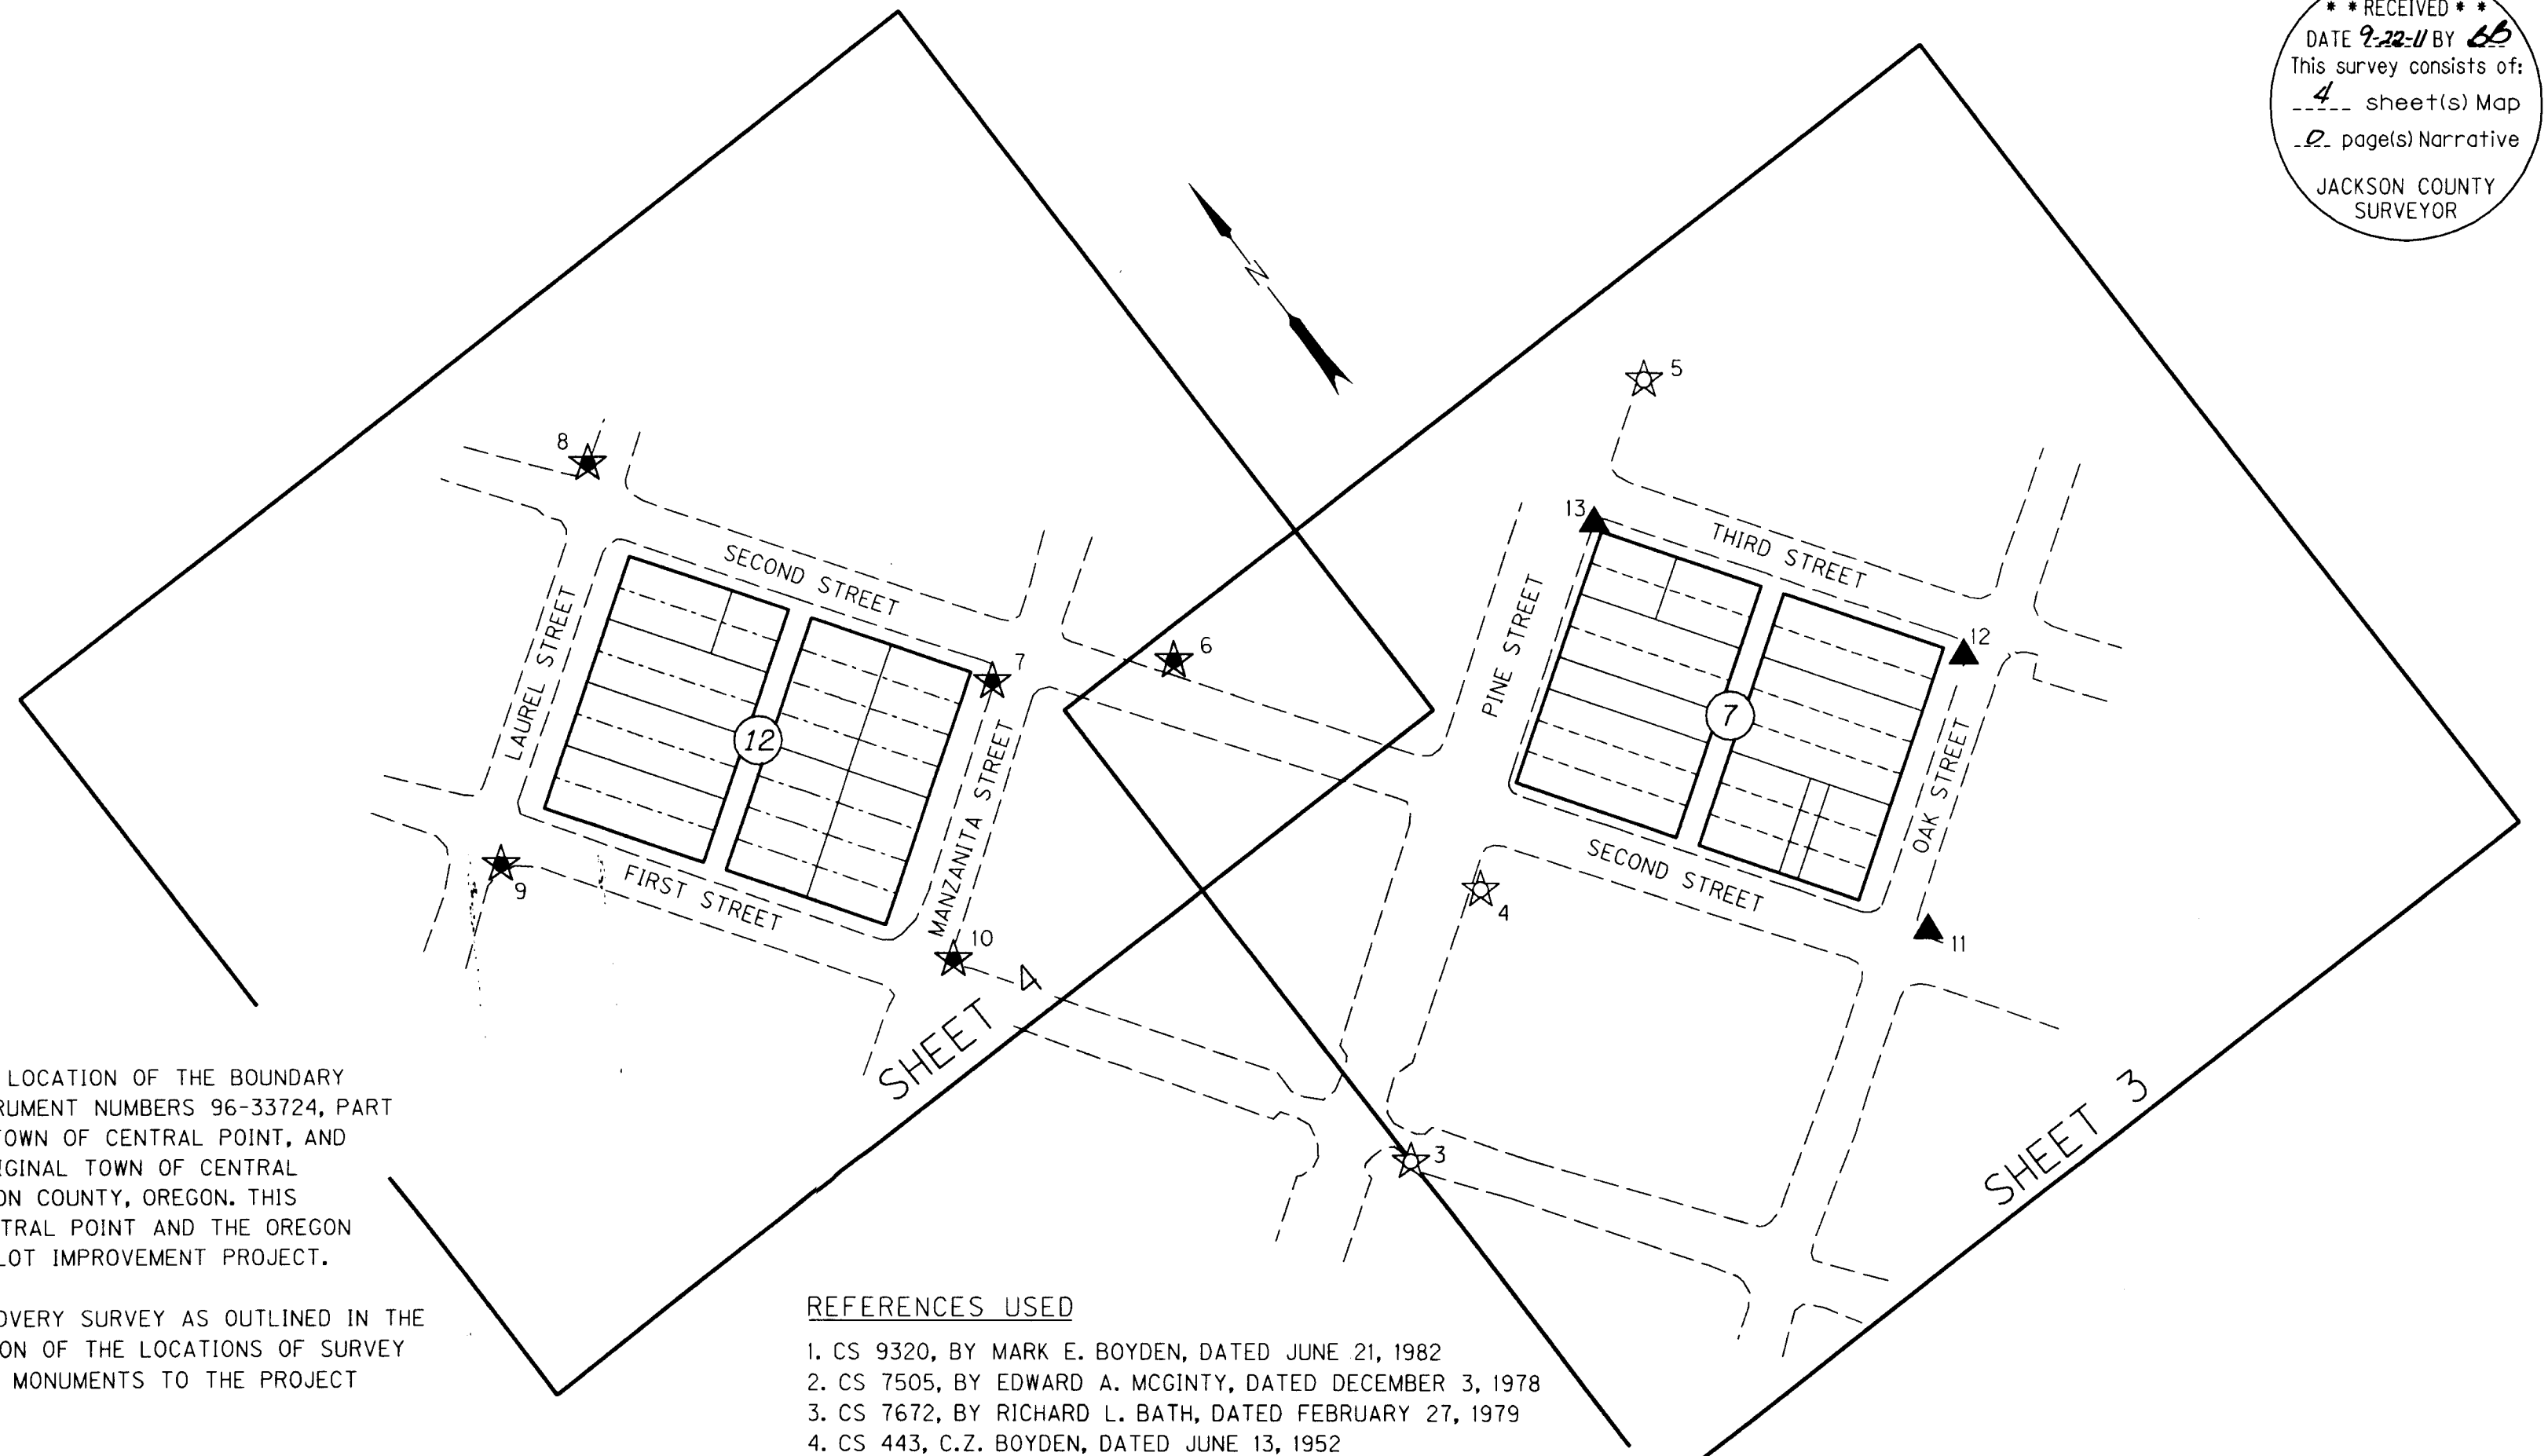 * * RECEIVED * *
DATE 9-22-11 BY
This survey consists of:
4 sheet(s) Map
0 page(s) Narrative
JACKSON COUNTY
SURVEYOR
N
5
8
13
THIRD STREET
SECOND STREET
12
6
7
LAUREL STREET
PINE STREET
7
12
MANZANITA STREET
OAK STREET
SECOND STREET
9
FIRST STREET
4
10
11
SHEET 4
3
SHEET 3
LOCATION OF THE BOUNDARY
RUMENT NUMBERS 96-33724, PART
TOWN OF CENTRAL POINT, AND
IGINAL TOWN OF CENTRAL
ON COUNTY, OREGON. THIS
TRAL POINT AND THE OREGON
LOT IMPROVEMENT PROJECT.
OVERY SURVEY AS OUTLINED IN THE
ON OF THE LOCATIONS OF SURVEY
MONUMENTS TO THE PROJECT
REFERENCES USED
1. CS 9320, BY MARK E. BOYDEN, DATED JUNE 21, 1982
2. CS 7505, BY EDWARD A. MCGINTY, DATED DECEMBER 3, 1978
3. CS 7672, BY RICHARD L. BATH, DATED FEBRUARY 27, 1979
4. CS 443, C.Z. BOYDEN, DATED JUNE 13, 1952